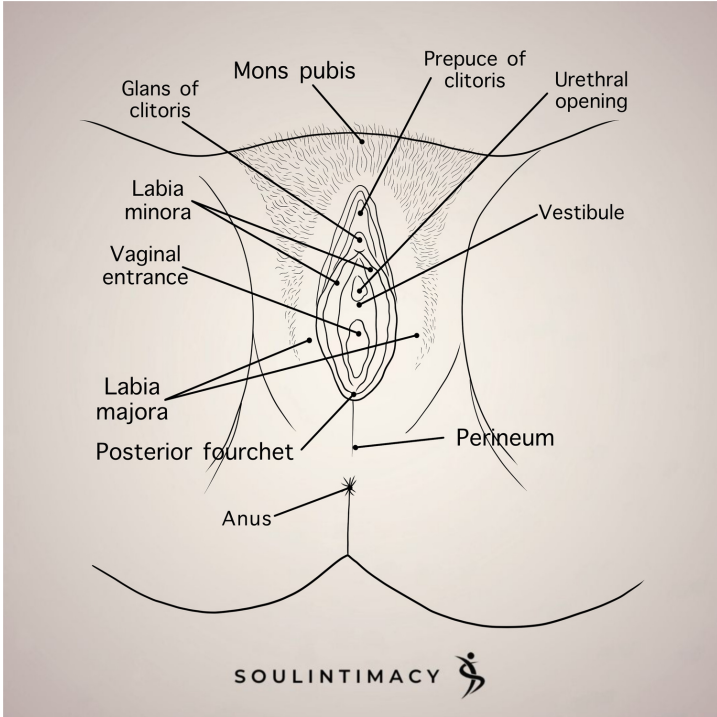 Mons pubis
Prepuce of
clitoris
Glans of
clitoris
Urethral
opening
Labia
minora
Vestibule
Vaginal
entrance
Labia
majora
Posterior fourchet
Perineum
Anus
SOULINTIMACY